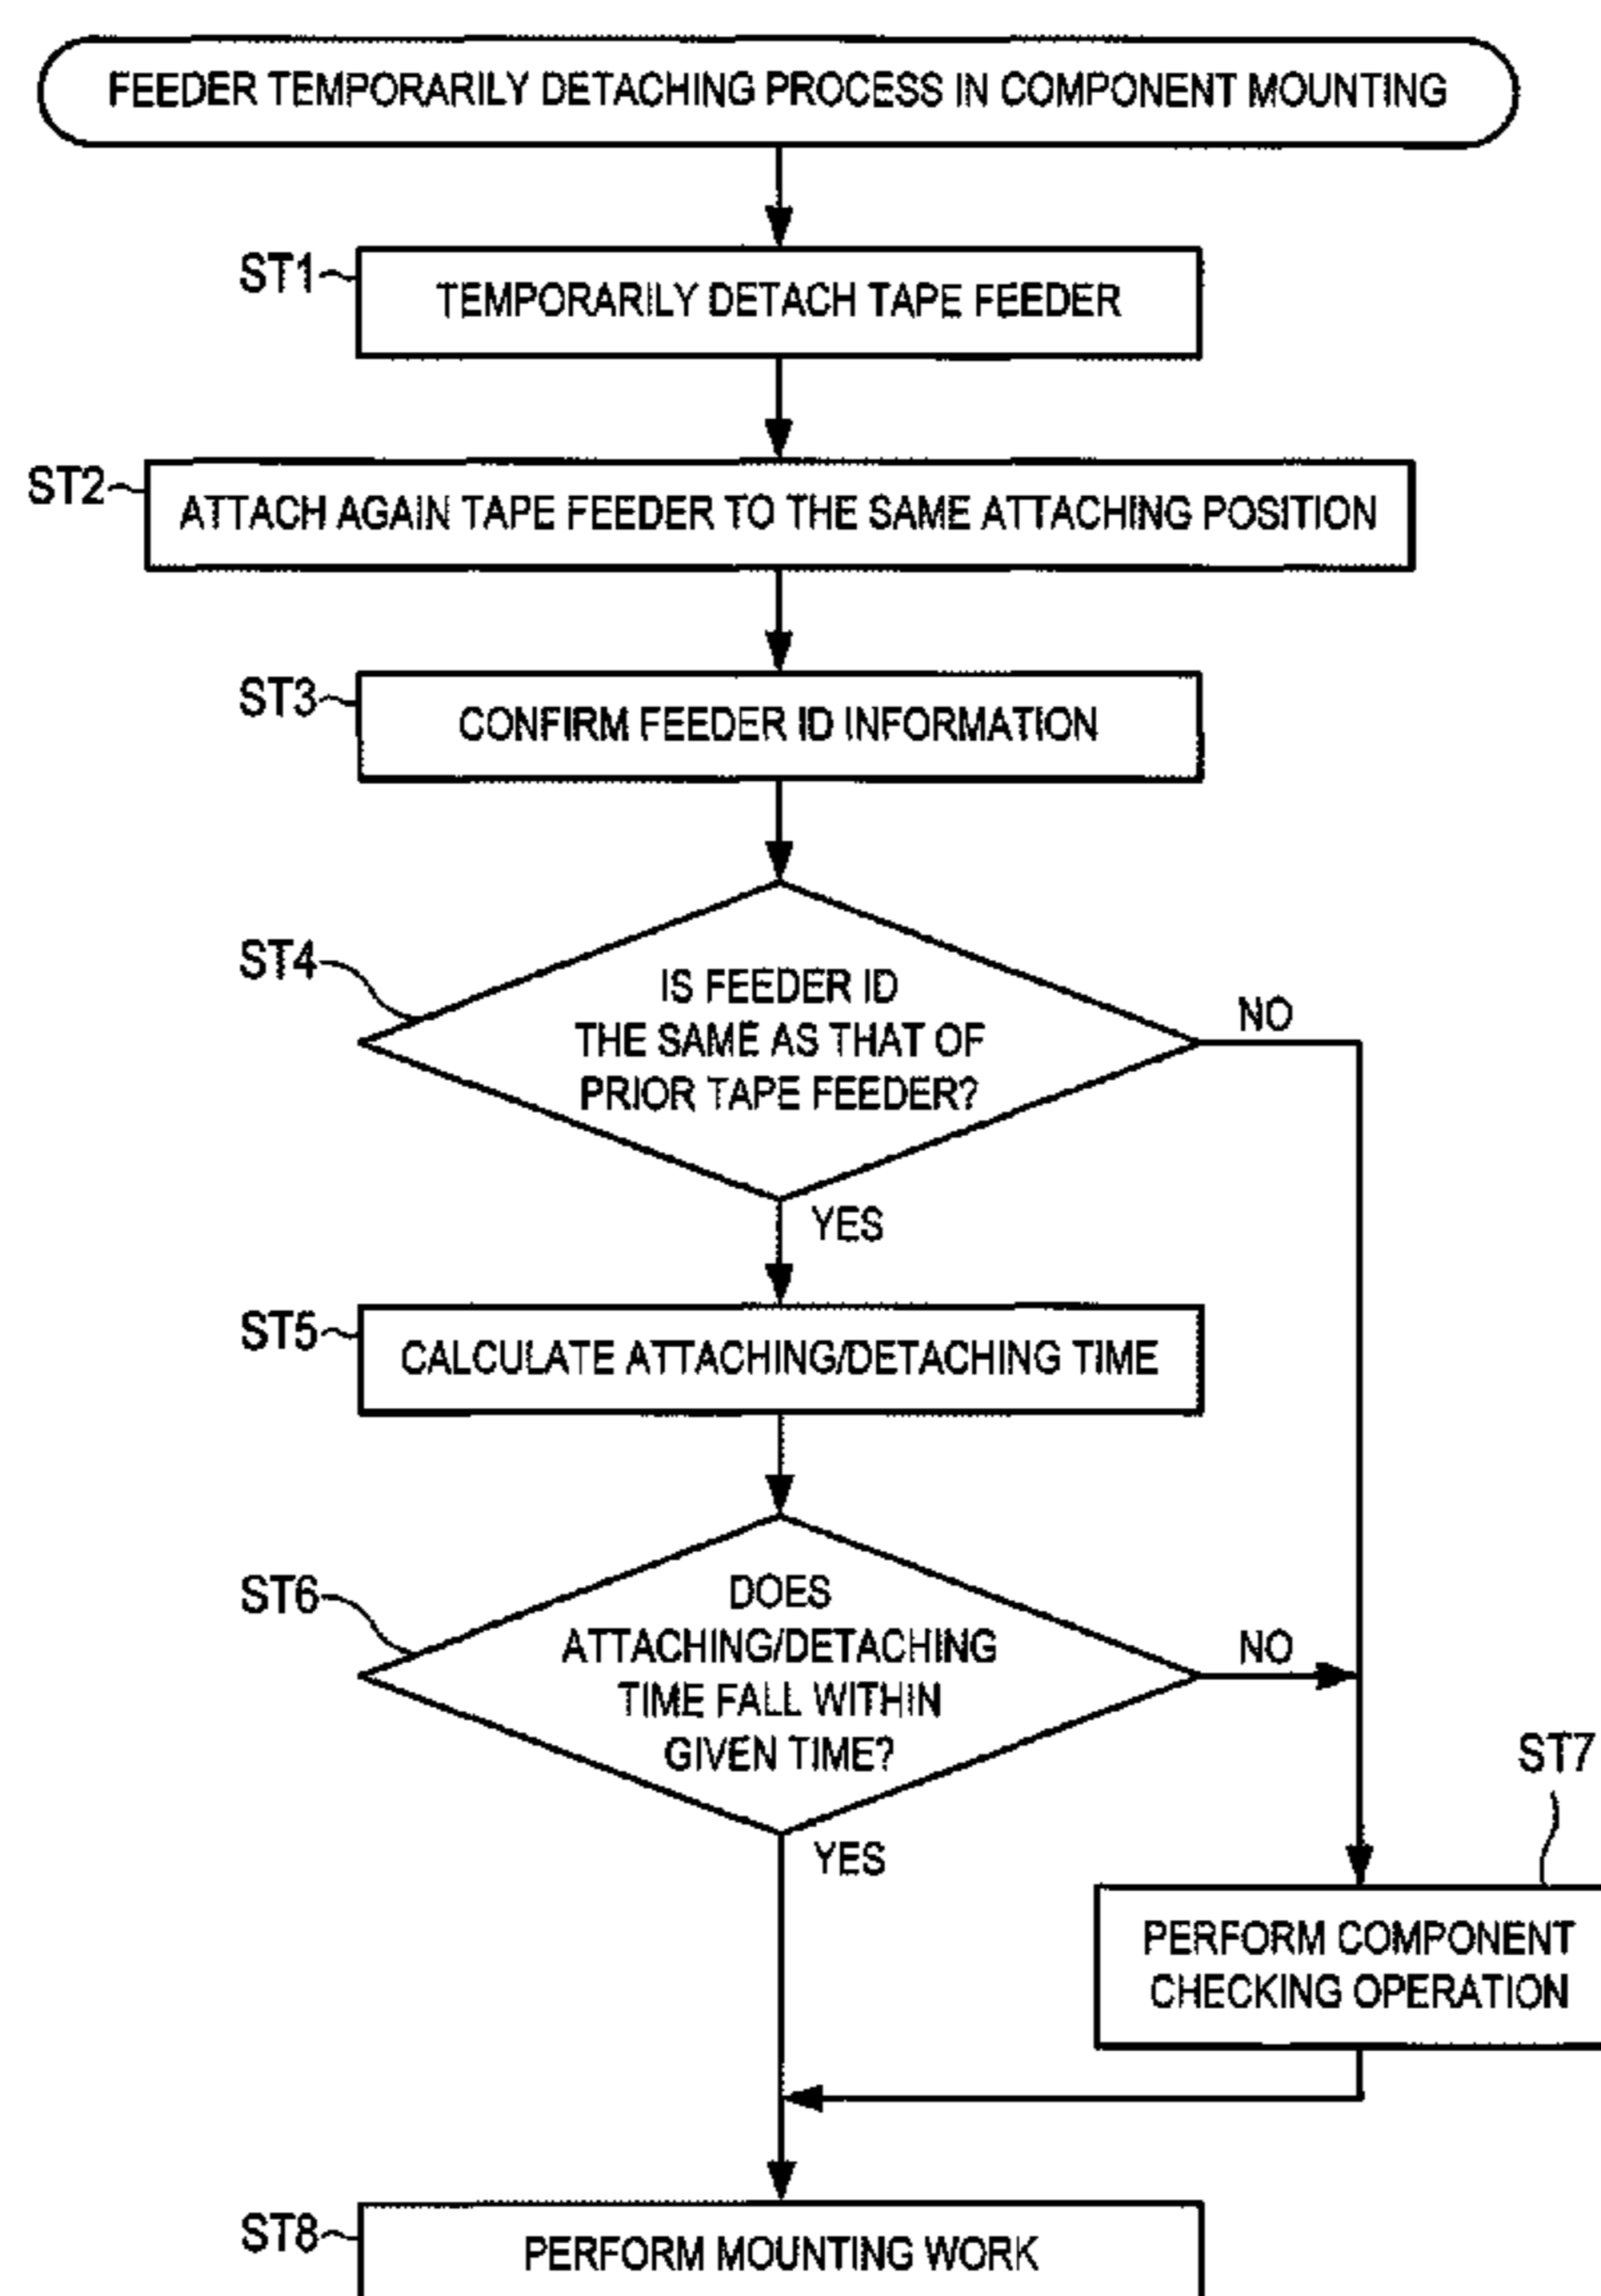 FEEDER TEMPORARILY DETACHING PROCESS IN COMPONENT MOUNTING
ST1
TEMPORARILY DETACH TAPE FEEDER
ST2
ATTACH AGAIN TAPE FEEDER TO THE SAME ATTACHING POSITION
ST3
CONFIRM FEEDER ID INFORMATION
ST4
IS FEEDER ID
THE SAME AS THAT OF
PRIOR TAPE FEEDER?
NO
YES
ST5
CALCULATE ATTACHING/DETACHING TIME
ST6
DOES
ATTACHING/DETACHING
TIME FALL WITHIN
GIVEN TIME?
NO
YES
ST7
PERFORM COMPONENT
CHECKING OPERATION
ST8
PERFORM MOUNTING WORK